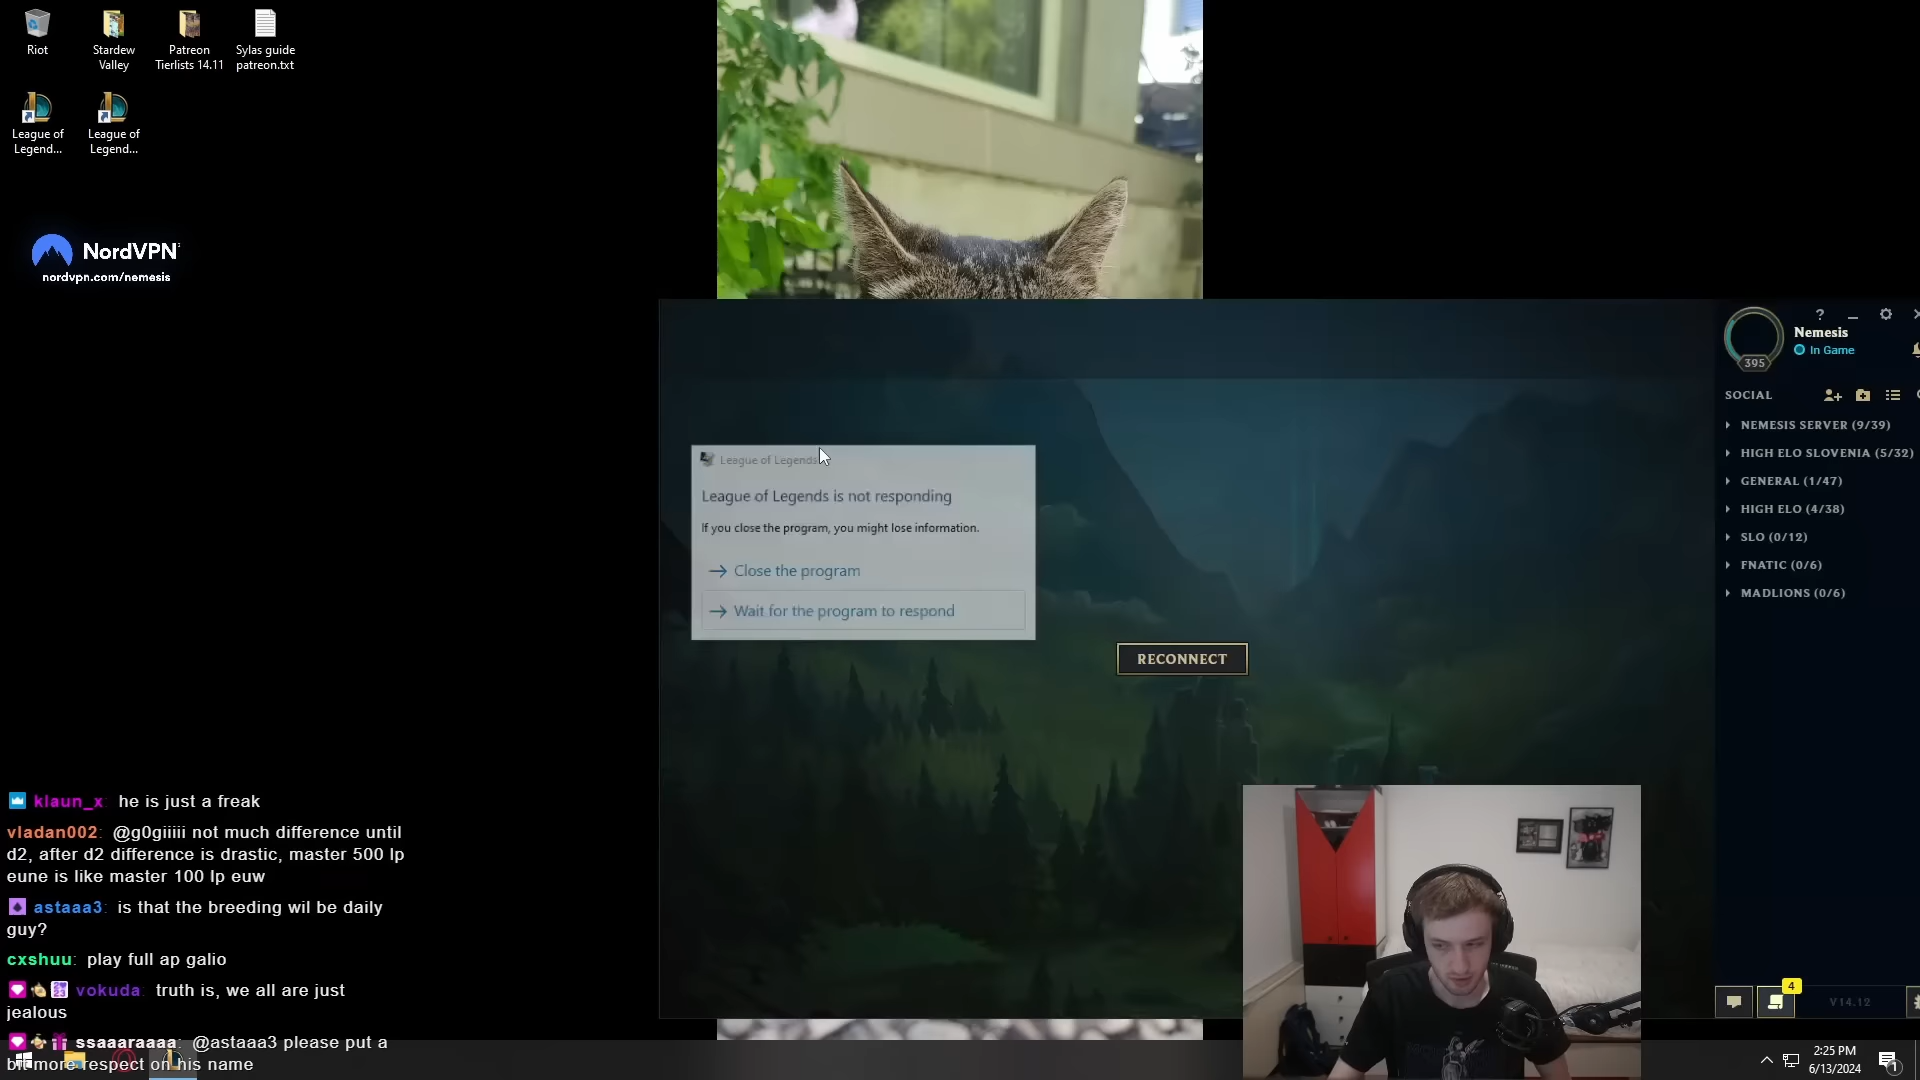 Riot
Stardew
Valley
Patreon
Tierlists 14.11
Sylas guide
patreon.txt
League of
Legend...
League of
Legend...
NordVPN
nordvpn.com/nemesis
?
Nemesis
In Game
395
SOCIAL
NEMESIS SERVER (9/39)
HIGH ELO SLOVENIA (5/32)
GENERAL (1/47)
HIGH ELO (4/38)
SLO (0/12)
FNATIC (0/6)
MADLIONS (0/6)
League of Legends
League of Legends is not responding
If you close the program, you might lose information.
Close the program
Wait for the program to respond
RECONNECT
klaun_x: he is just a freak
vladan002: @g0giiiii not much difference until
d2, after d2 difference is drastic, master 500 lp
eune is like master 100 lp euw
astaaa3: is that the breeding wil be daily
guy?
cxshuu: play full ap galio
vokuda: truth is, we all are just
jealous
ssaaaraaaa: @astaaa3 please put a
bit more respect on his name
4
V14.12
2:25 PM
6/13/2024
1